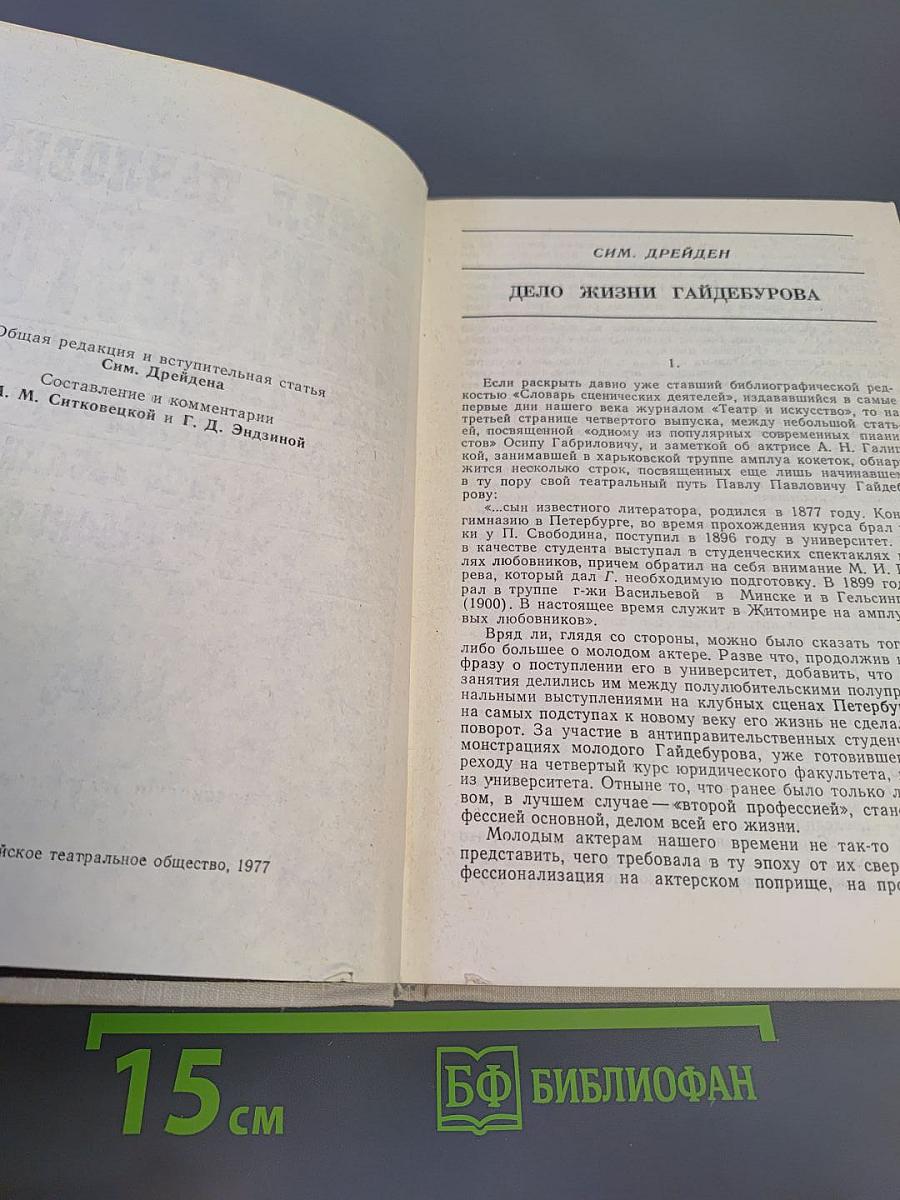 Общая редакция и вступительная статья
Сим. Дрейдена
Составление и комментарии
М. Ситковецкой и Г. Д. Эндзиной
йское театральное общество, 1977
СИМ. ДРЕЙДЕН
ДЕЛО ЖИЗНИ ГАЙДЕБУРОВА
1.
Если раскрыть давно уже ставший библиографической ред-
костью «Словарь сценических деятелей», издававшийся в самые
первые дни нашего века журналом «Театр и искусство», то на
третьей странице четвертого выпуска, между небольшой стать-
ей, посвященной «одному из популярных современных пиани
стов» Осипу Габриловичу, и заметкой об актрисе А. Н. Галиц
кой, занимавшей в харьковской труппе амплуа кокеток, обнару
жится несколько строк, посвященных еще лишь начинавшем
в ту пору свой театральный путь Павлу Павловичу Гайдеб
рову:
«...сын известного литератора, родился в 1877 году. Кон
гимназию в Петербурге, во время прохождения курса брал
ки у П. Свободина, поступил в 1896 году в университет.
в качестве студента выступал в студенческих спектаклях
лях любовников, причем обратил на себя внимание М. И.
рева, который дал Г. необходимую подготовку. В 1899 год
рал в труппе г-жи Васильевой в Минске и в Гельсинг
(1900). В настоящее время служит в Житомире на амплу
вых любовников».
Вряд ли, глядя со стороны, можно было сказать тог
либо большее о молодом актере. Разве что, продолжив
фразу о поступлении его в университет, добавить, что
занятия делились им между полулюбительскими полупр
нальными выступлениями на клубных сценах Петербу
на самых подступах к новому веку его жизнь не сдела
поворот. За участие в антиправительственных студенч
монстрациях молодого Гайдебурова, уже готовивше
реходу на четвертый курс юридического факультета,
из университета. Отныне то, что ранее было только л
вом, в лучшем случае — «второй профессией», стан
фессией основной, делом всей его жизни.
Молодым актерам нашего времени не так-то
представить, чего требовала в ту эпоху от их свер
фессионализация на актерском поприще, на про
15 см
БФ БИБЛИОФАН